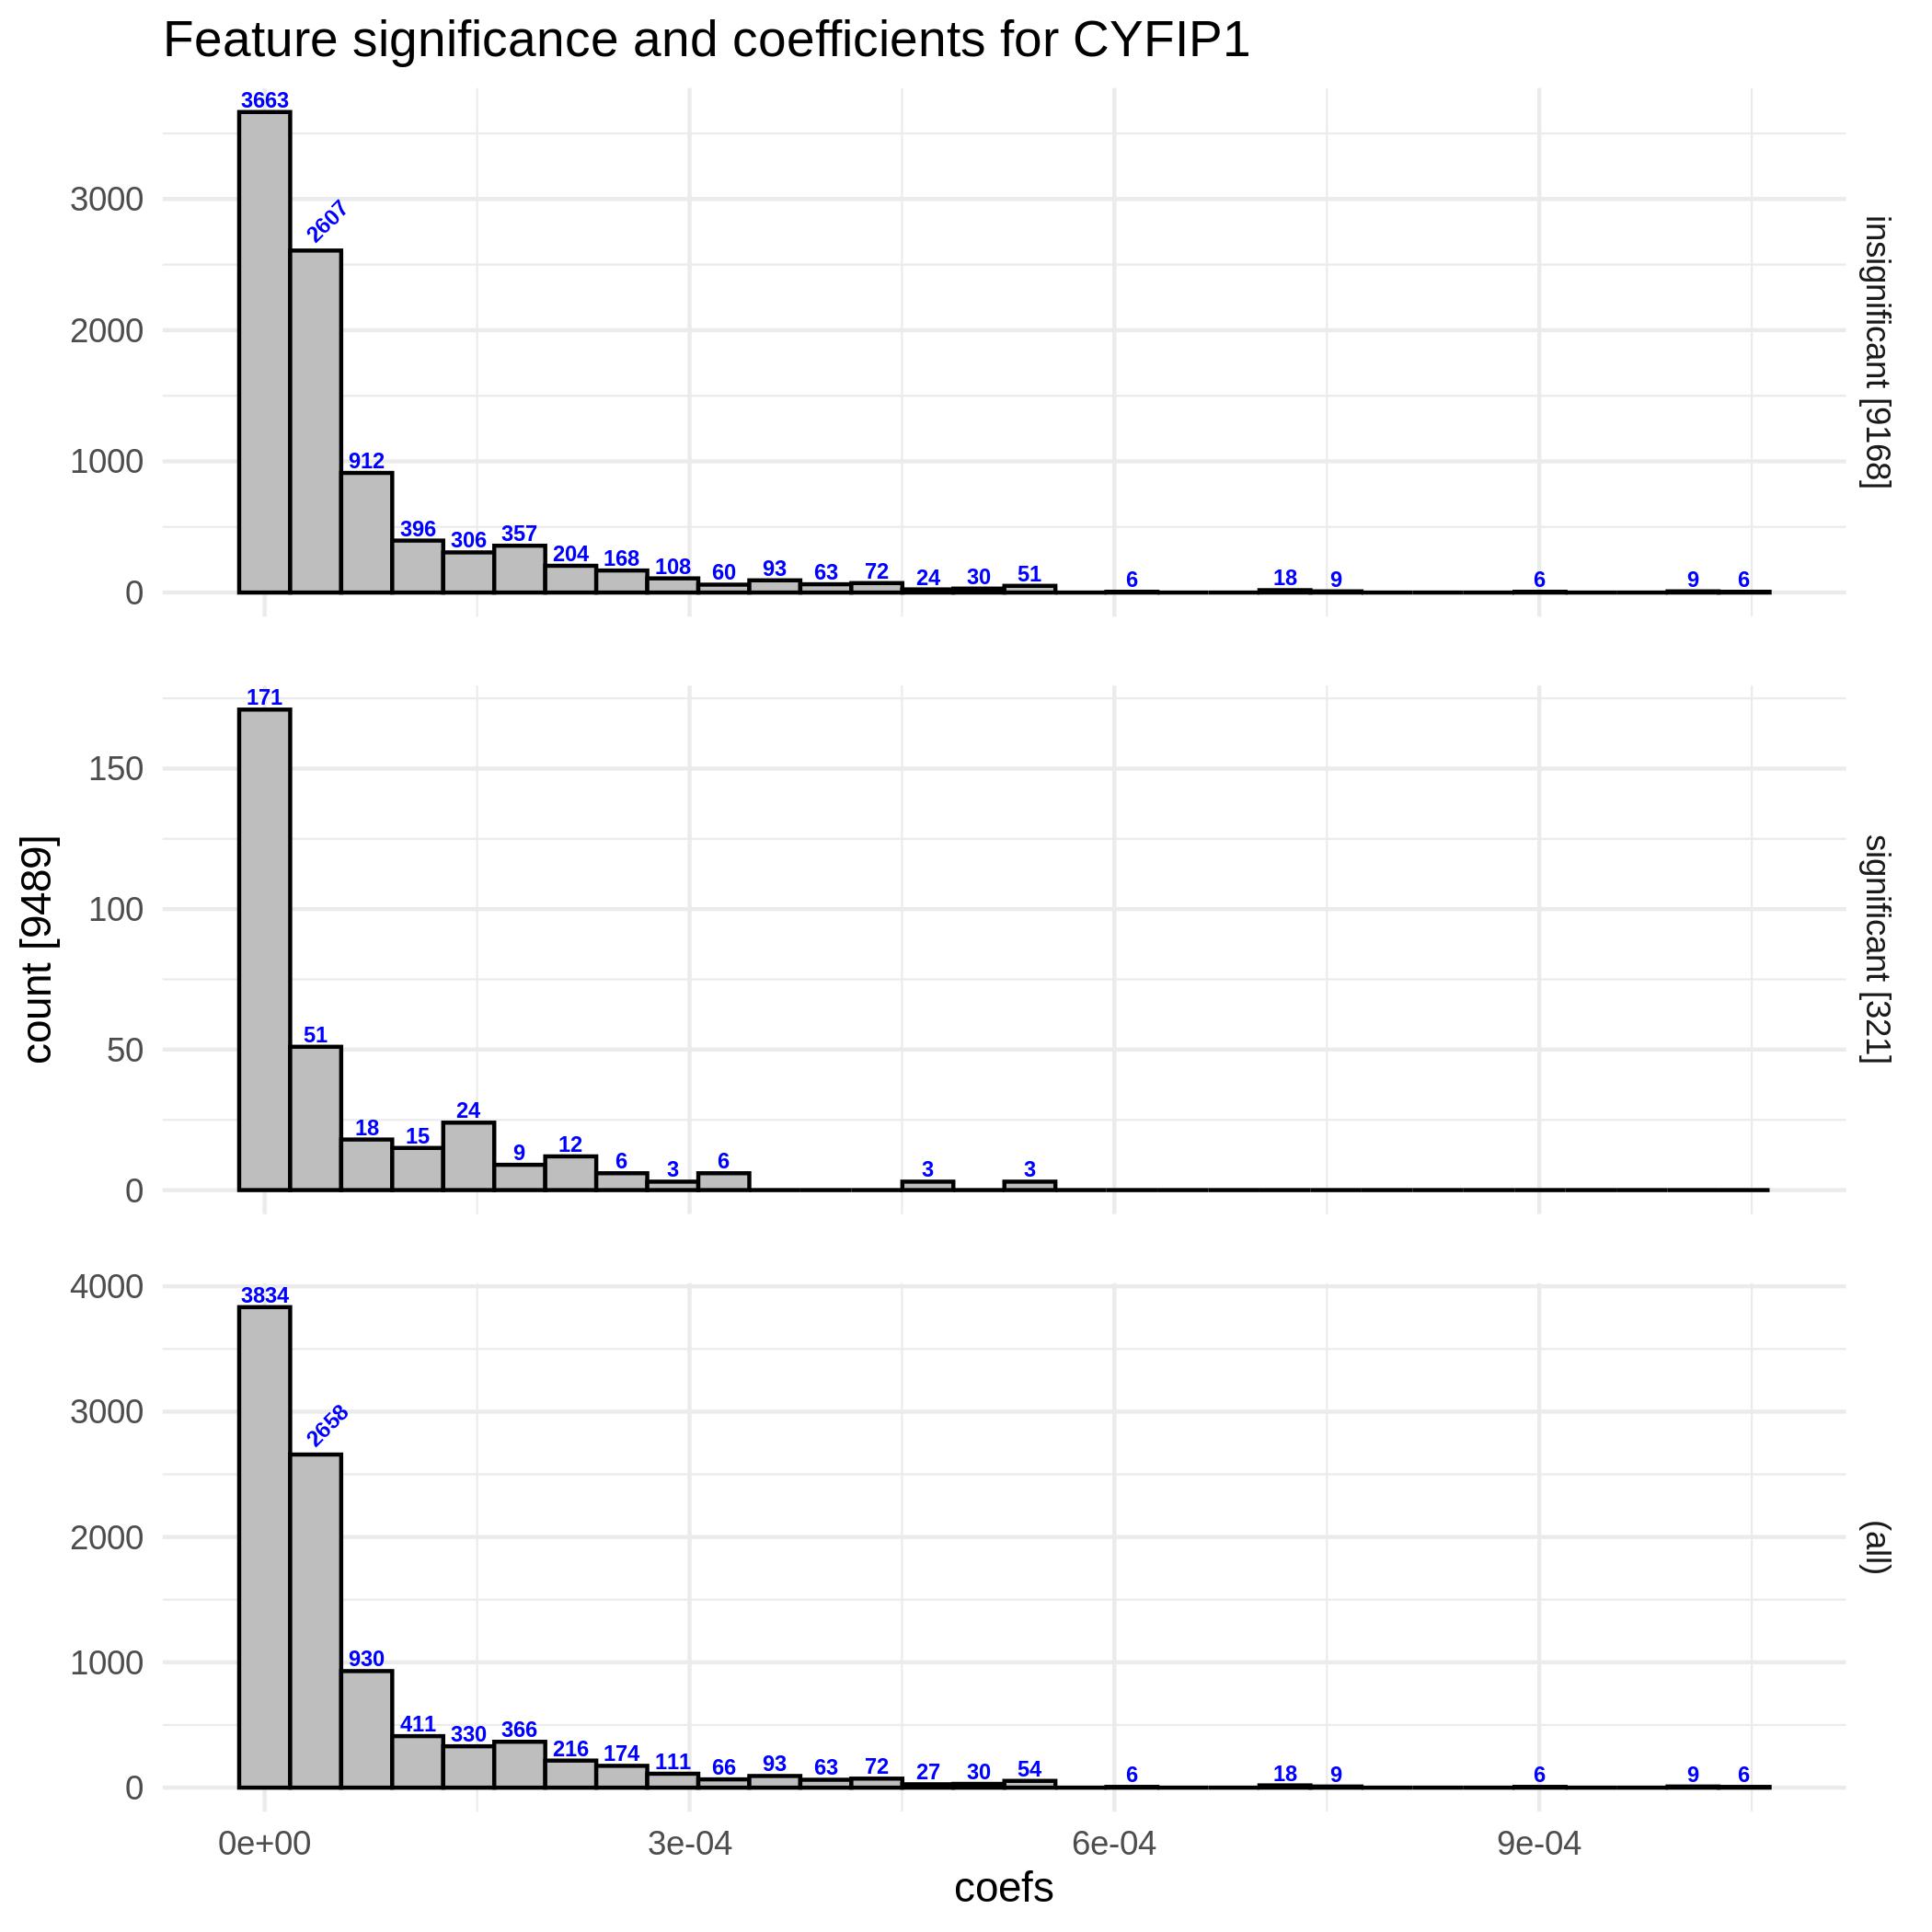 Feature significance and coefficients for CYFIP1
3663
2607
912
396 306 357 204 168 108 60 93 63 72 24 30 51 6 18 9 6 9 6
3000
2000
1000
0
insignificant [9168]
171
51
18 15 24 9 12 6 3 6 3 3
150
100
50
0
significant [321]
count [9489]
4000
3834
2658
930
411 330 366 216 174 111 66 93 63 72 27 30 54 6 18 9 6 9 6
3000
2000
1000
0
(all)
0e+00 3e-04 6e-04 9e-04
coefs